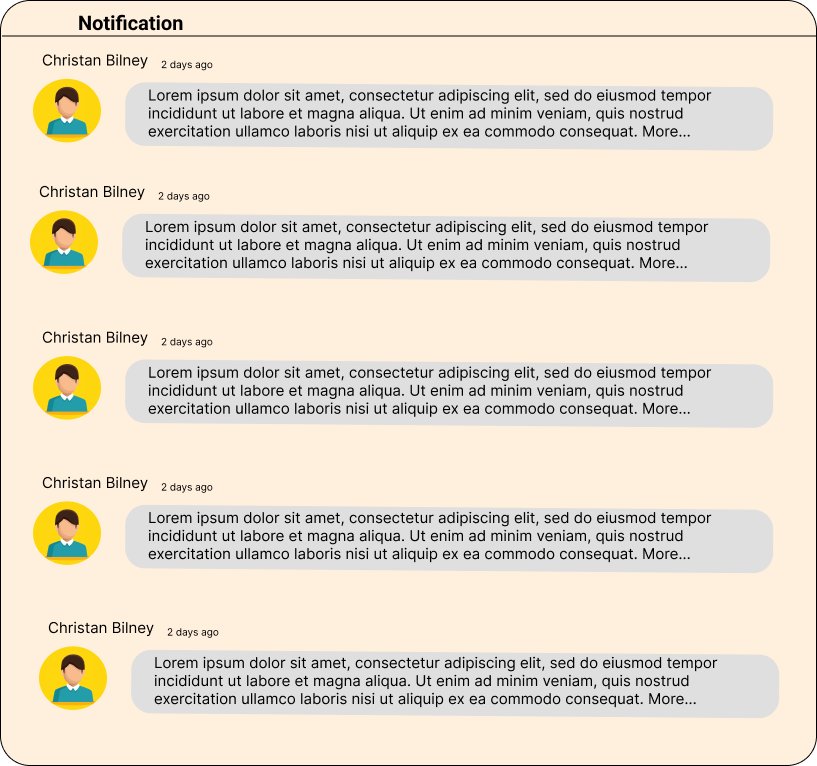 Notification
Christan Bilney 2 days ago
Lorem ipsum dolor sit amet, consectetur adipiscing elit, sed do eiusmod tempor
incididunt ut labore et magna aliqua. Ut enim ad minim veniam, quis nostrud
exercitation ullamco laboris nisi ut aliquip ex ea commodo consequat. More...
Christan Bilney 2 days ago
Lorem ipsum dolor sit amet, consectetur adipiscing elit, sed do eiusmod tempor
incididunt ut labore et magna aliqua. Ut enim ad minim veniam, quis nostrud
exercitation ullamco laboris nisi ut aliquip ex ea commodo consequat. More...
Christan Bilney 2 days ago
Lorem ipsum dolor sit amet, consectetur adipiscing elit, sed do eiusmod tempor
incididunt ut labore et magna aliqua. Ut enim ad minim veniam, quis nostrud
exercitation ullamco laboris nisi ut aliquip ex ea commodo consequat. More...
Christan Bilney 2 days ago
Lorem ipsum dolor sit amet, consectetur adipiscing elit, sed do eiusmod tempor
incididunt ut labore et magna aliqua. Ut enim ad minim veniam, quis nostrud
exercitation ullamco laboris nisi ut aliquip ex ea commodo consequat. More...
Christan Bilney 2 days ago
Lorem ipsum dolor sit amet, consectetur adipiscing elit, sed do eiusmod tempor
incididunt ut labore et magna aliqua. Ut enim ad minim veniam, quis nostrud
exercitation ullamco laboris nisi ut aliquip ex ea commodo consequat. More...